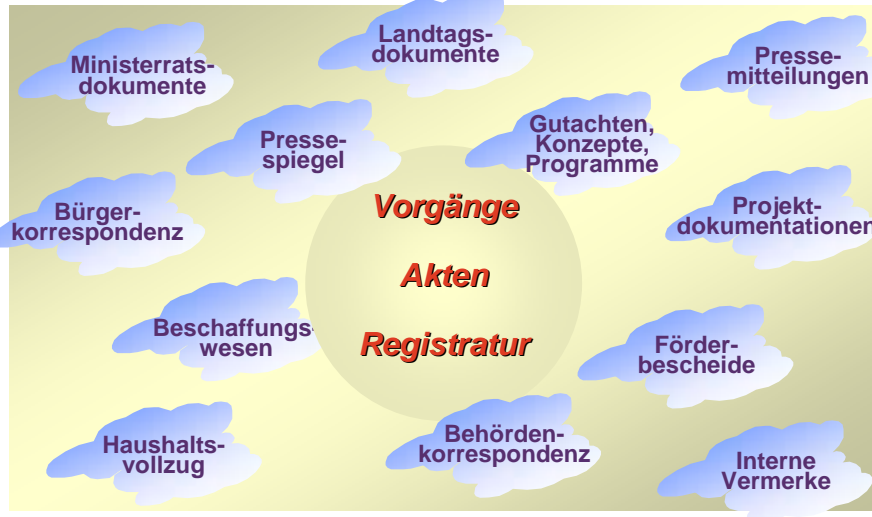 Landtags-
dokumente
Ministerrats-
dokumente
Presse-
mitteilungen
Presse-
spiegel
Gutachten,
Konzepte,
Programme
Bürger-
korrespondenz
Vorgänge
Akten
Registratur
Projekt-
dokumentationen
Beschaffungs-
wesen
Förder-
bescheide
Haushalts-
vollzug
Behörden-
korrespondenz
Interne
Vermerke